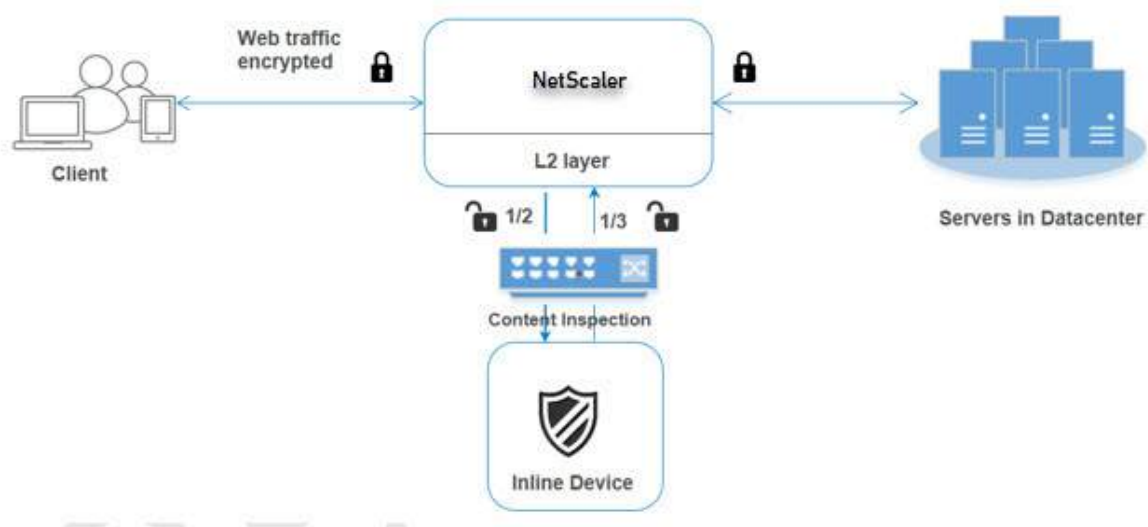 Web traffic
encrypted
NetScaler
L2 layer
Client
Servers in Datacenter
1/2
1/3
Content Inspection
Inline Device